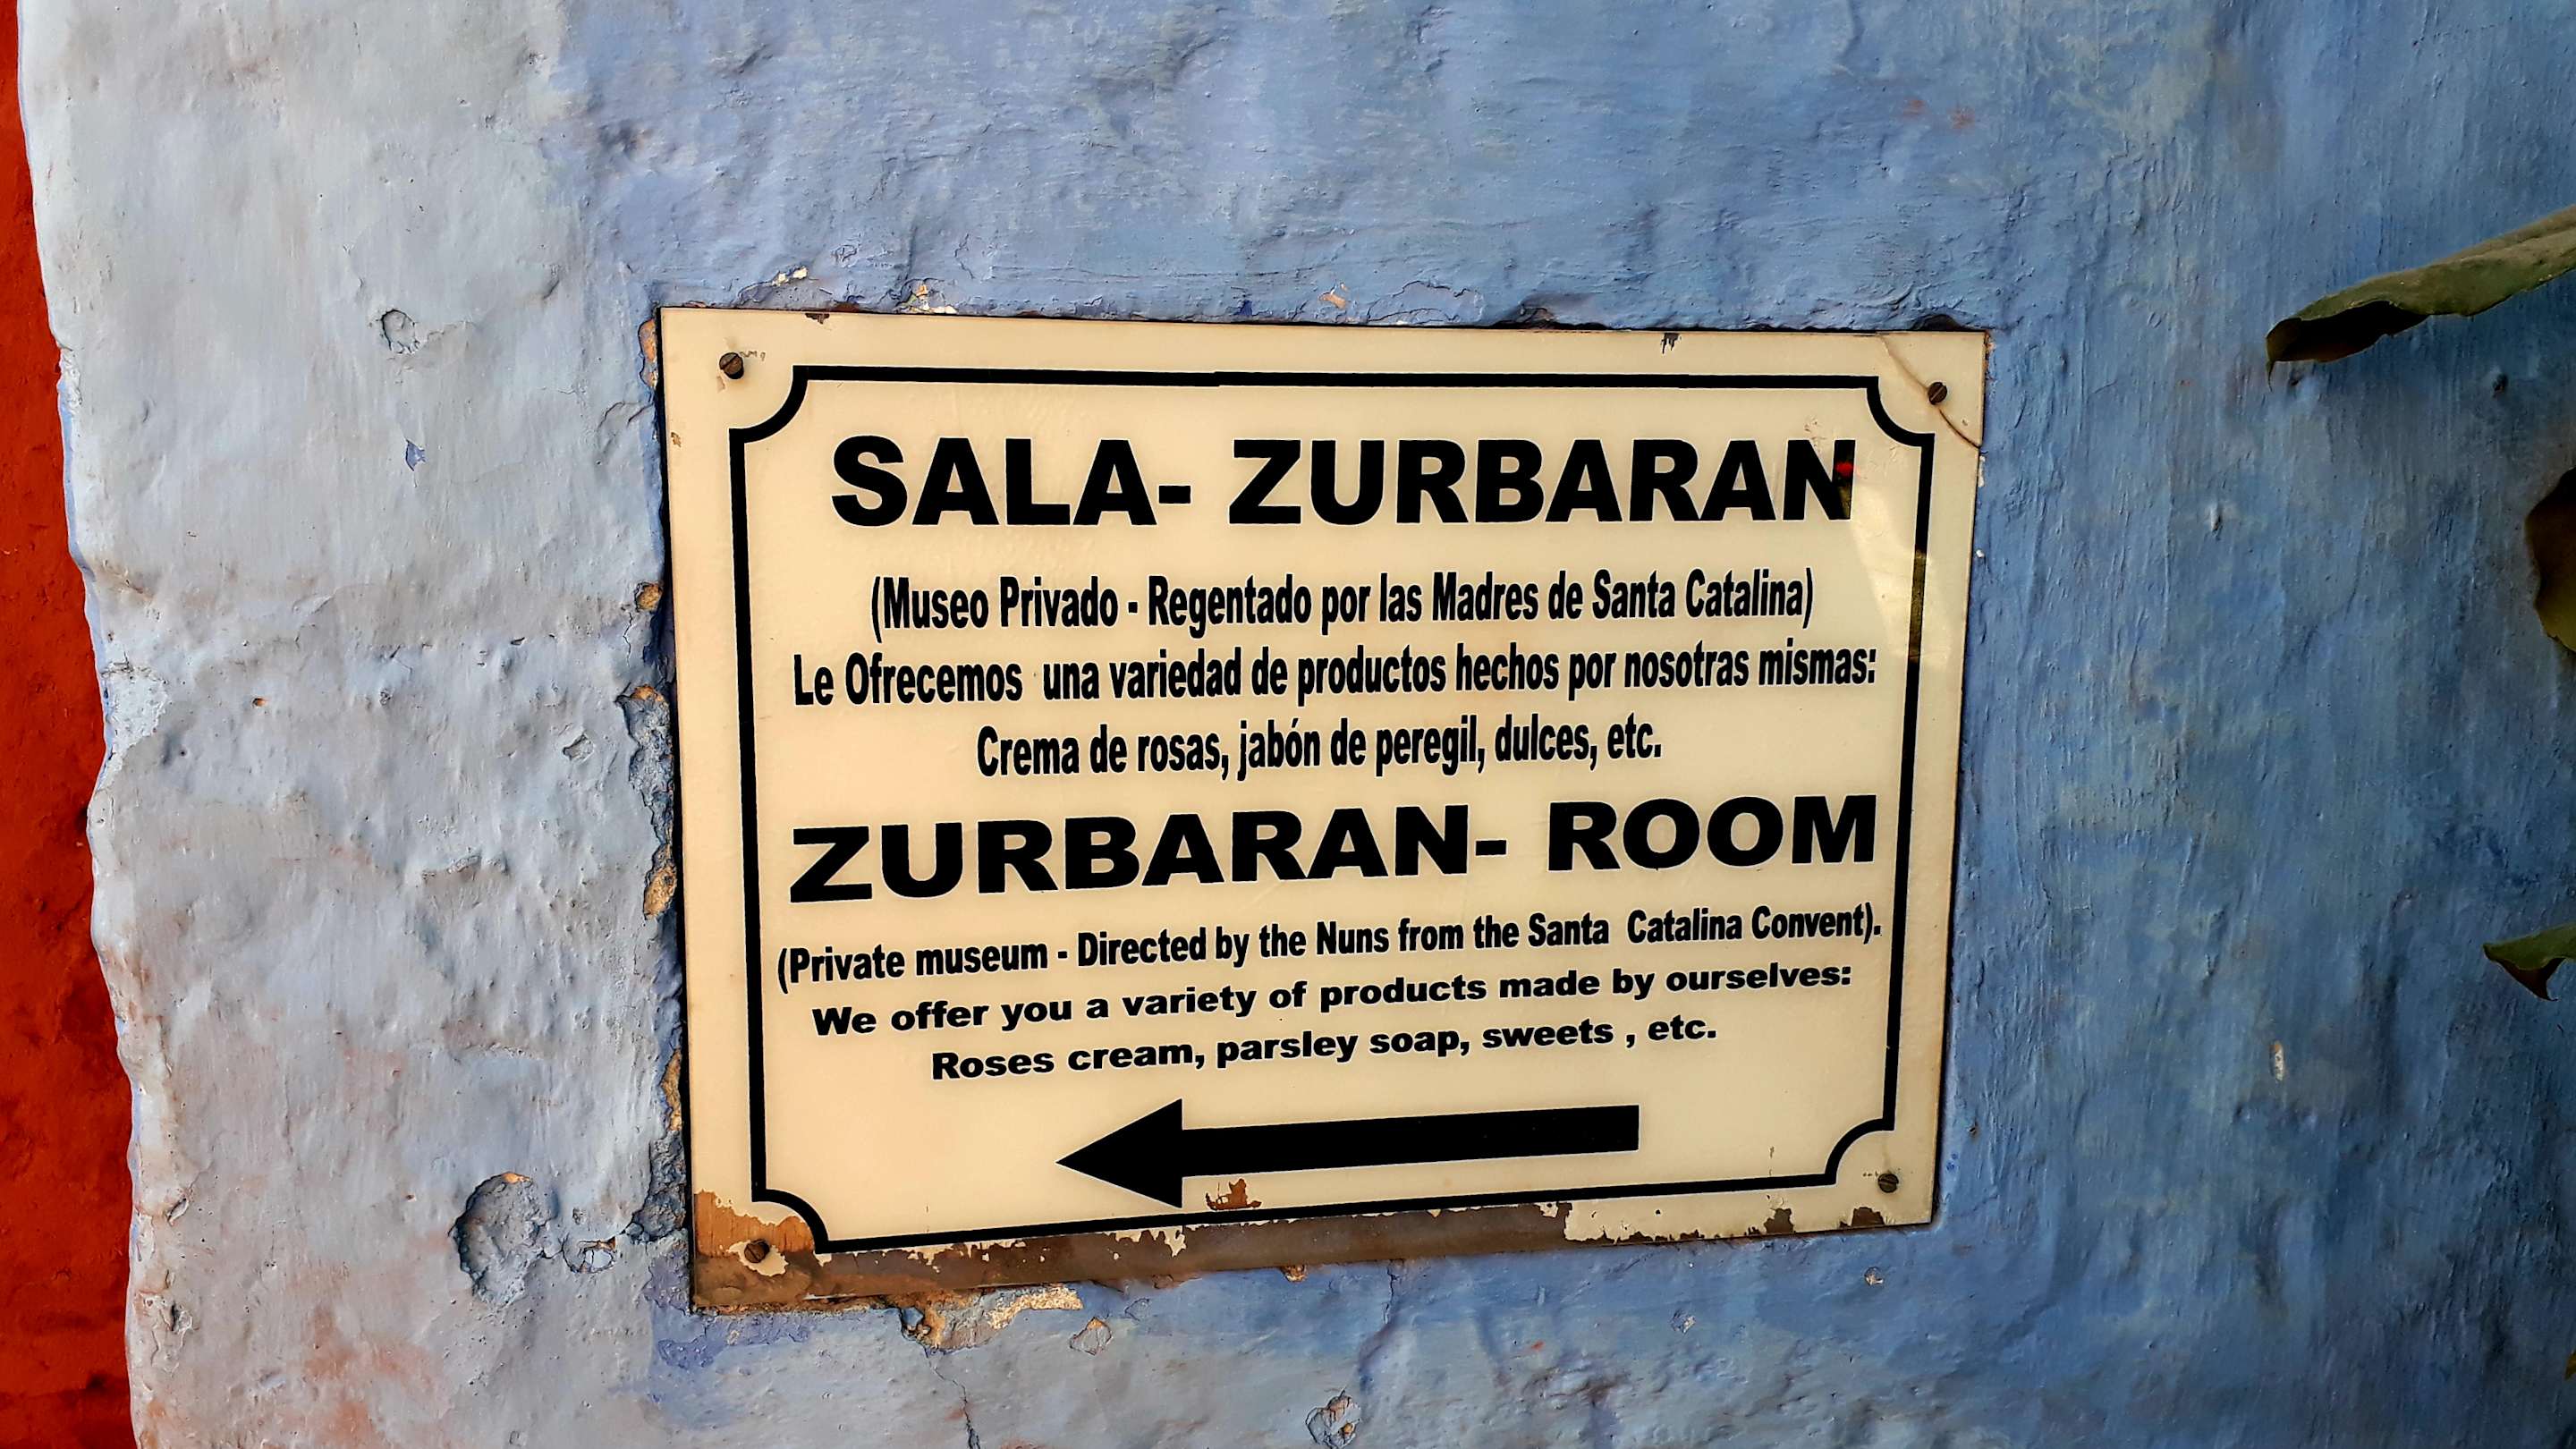 SALA- ZURBARAN
(Museo Privado - Regentado por las Madres de Santa Catalina)
Le Ofrecemos una variedad de productos hechos por nosotras mismas:
Crema de rosas, jabón de peregil, dulces, etc.
ZURBARAN- ROOM
(Private museum - Directed by the Nuns from the Santa Catalina Convent).
We offer you a variety of products made by ourselves:
Roses cream, parsley soap, sweets , etc.